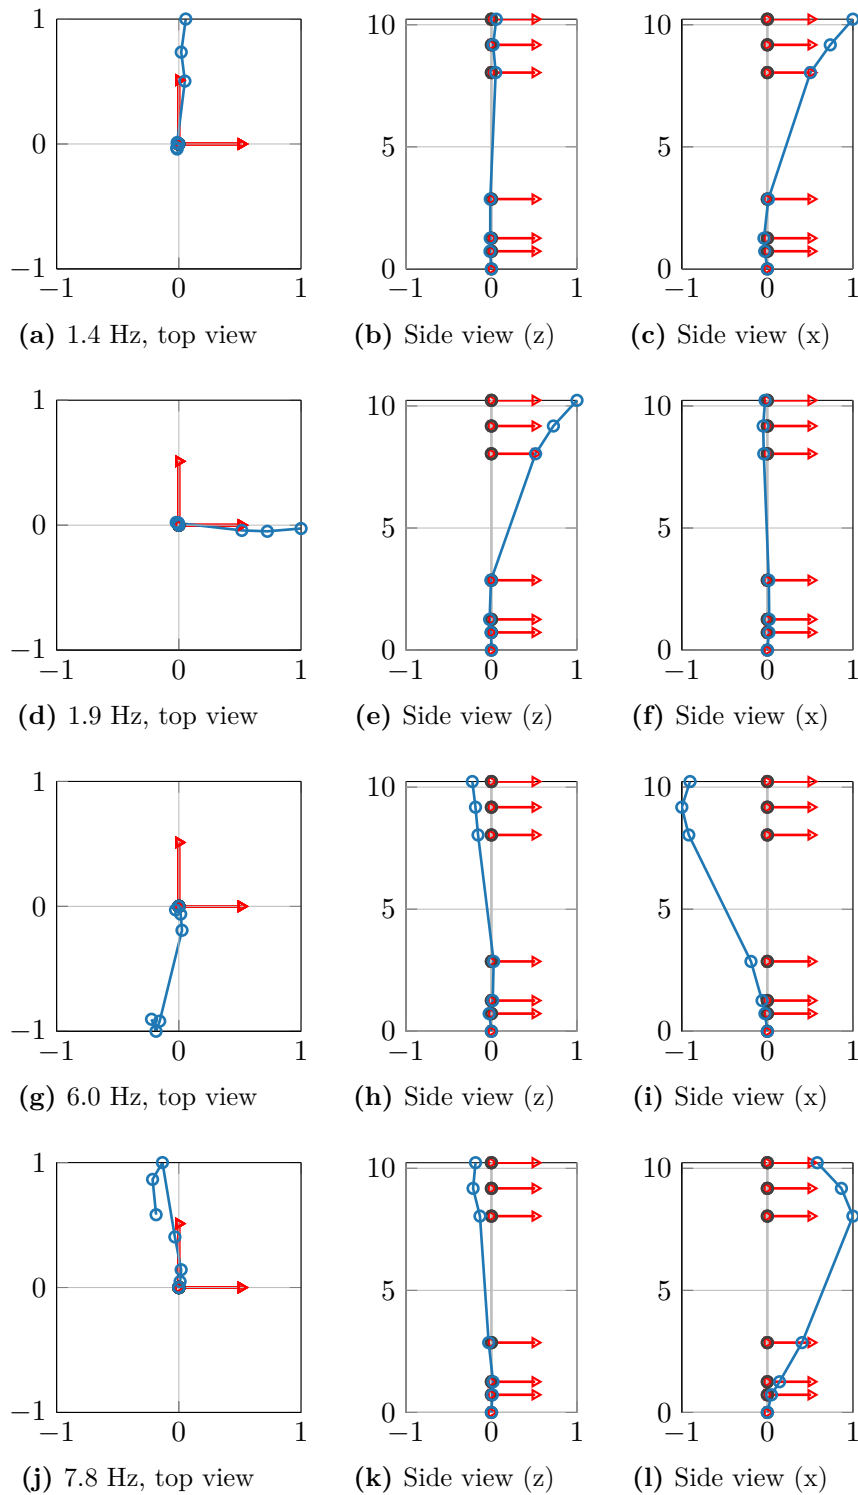 1
0
−1
−1 0 1
10
5
0
−1 0 1
10
5
0
−1 0 1
(a) 1.4 Hz, top view
(b) Side view (z)
(c) Side view (x)
1
0
−1
−1 0 1
10
5
0
−1 0 1
10
5
0
−1 0 1
(d) 1.9 Hz, top view
(e) Side view (z)
(f) Side view (x)
1
0
−1
−1 0 1
10
5
0
−1 0 1
10
5
0
−1 0 1
(g) 6.0 Hz, top view
(h) Side view (z)
(i) Side view (x)
1
0
−1
−1 0 1
10
5
0
−1 0 1
10
5
0
−1 0 1
(j) 7.8 Hz, top view
(k) Side view (z)
(l) Side view (x)